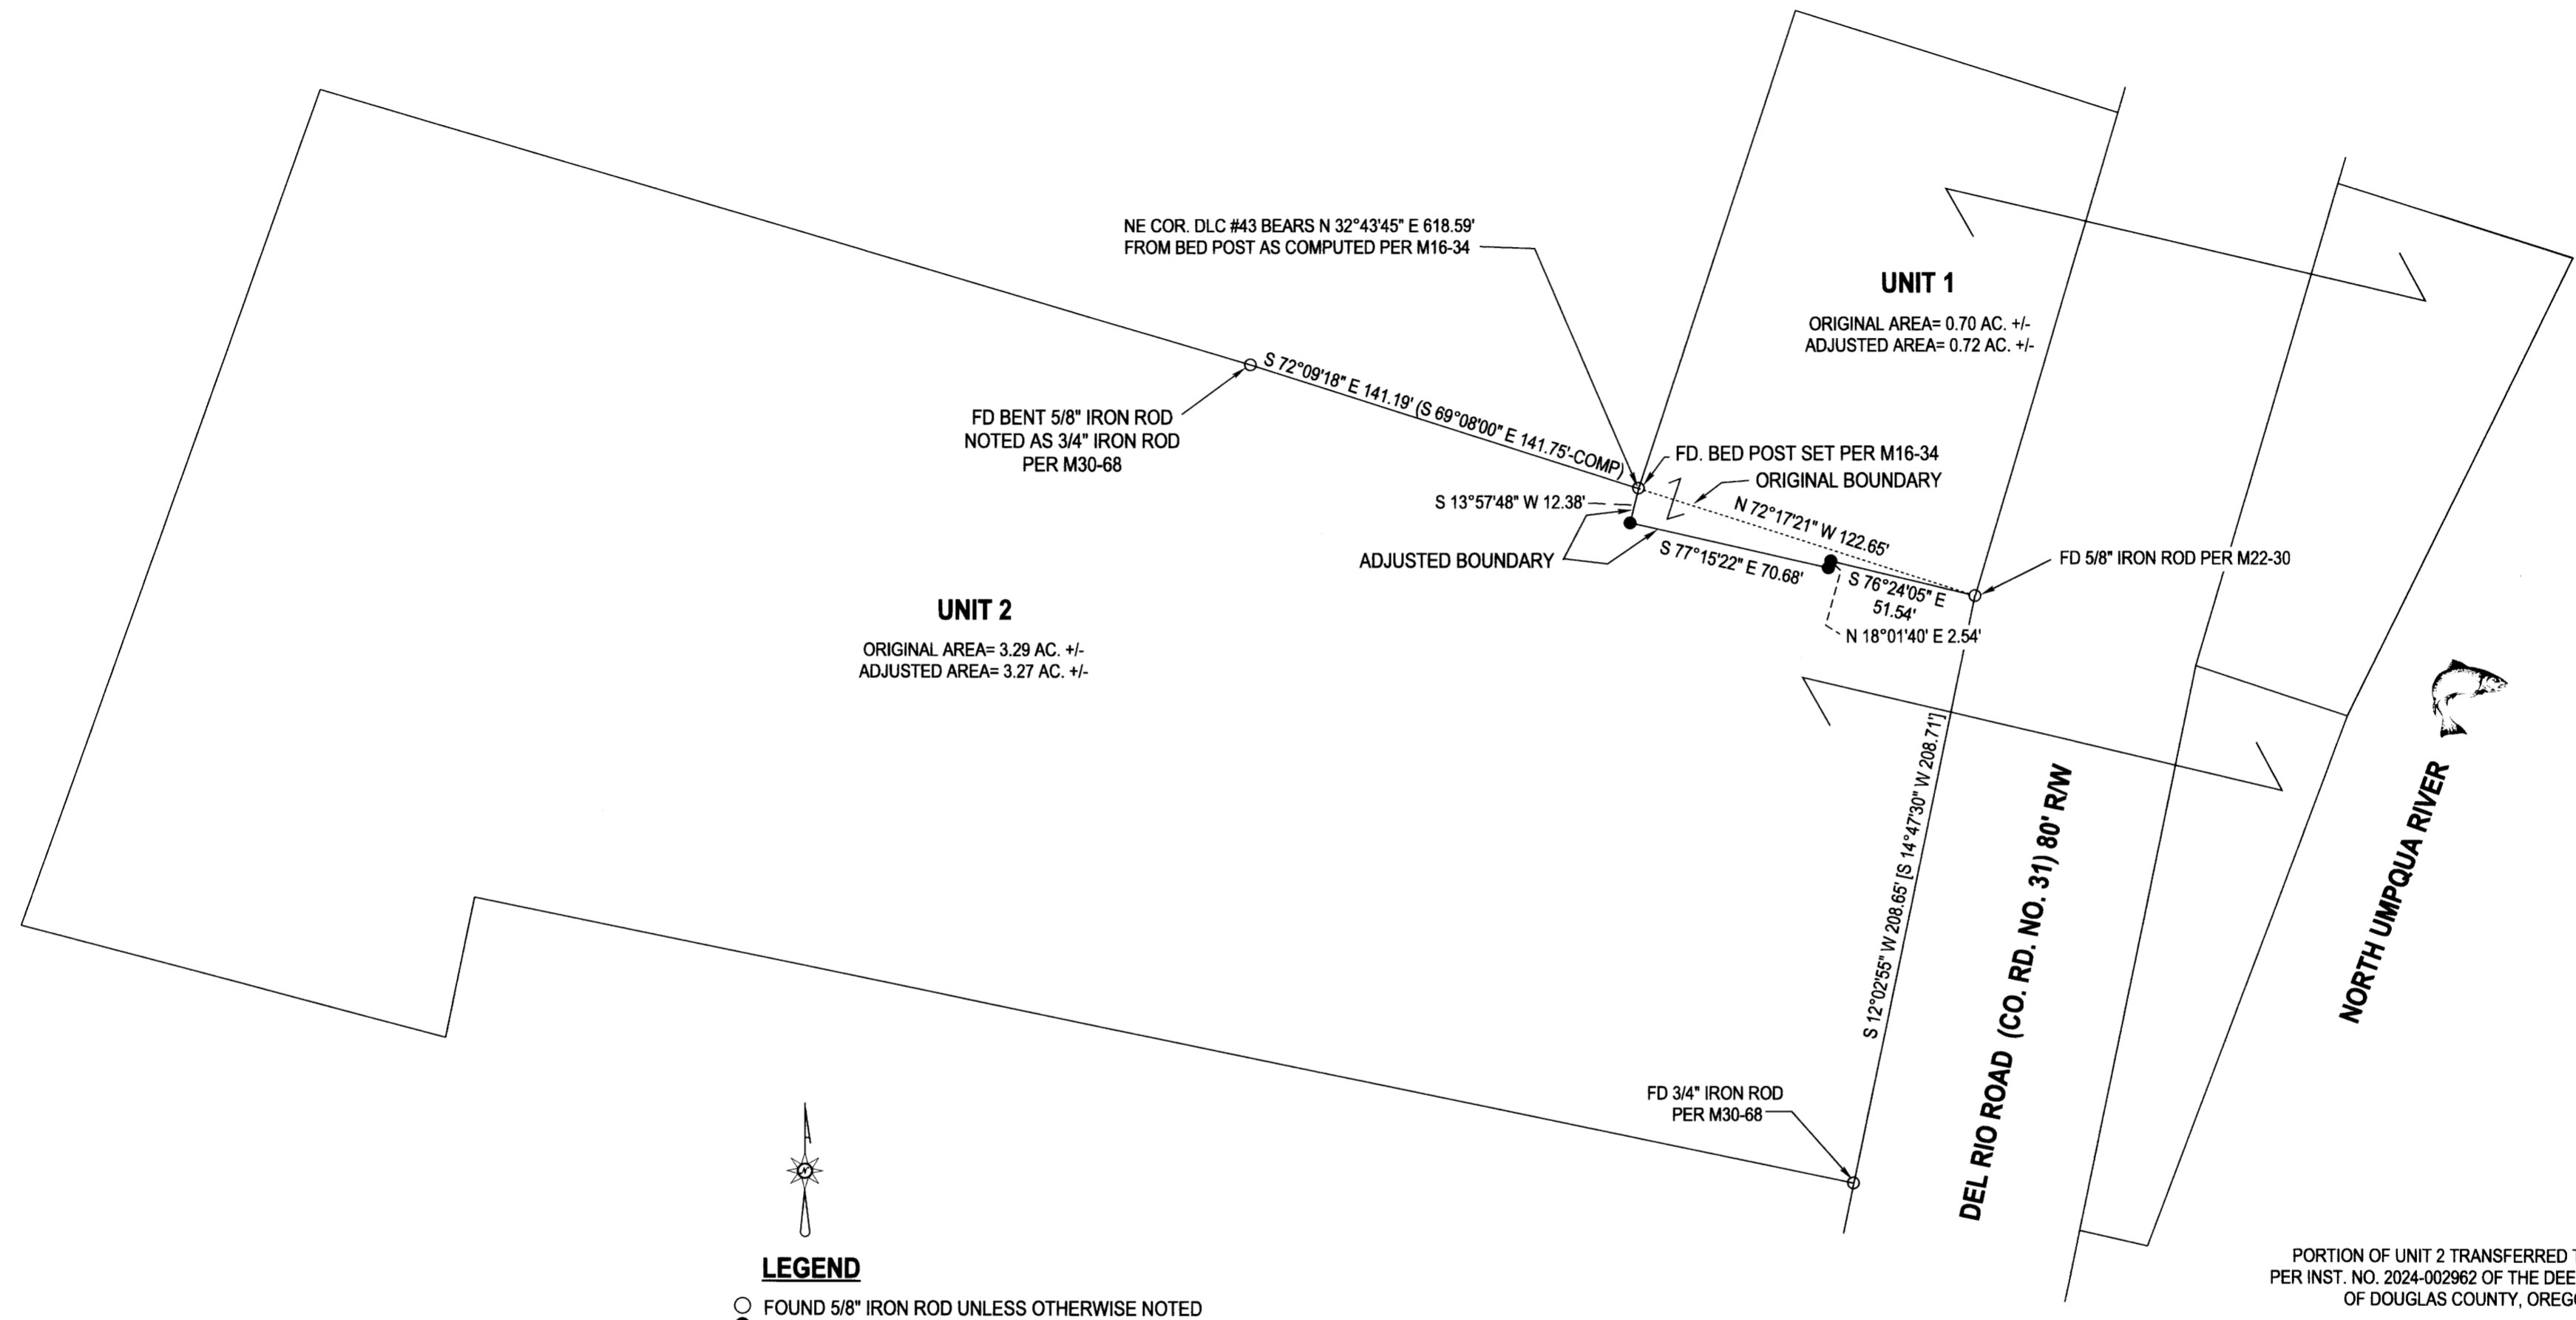 NE COR. DLC #43 BEARS N 32°43'45" E 618.59'
FROM BED POST AS COMPUTED PER M16-34
UNIT 1
ORIGINAL AREA= 0.70 AC. +/-
ADJUSTED AREA= 0.72 AC. +/-
S 72°09'18" E 141.19' (S 69°08'00" E 141.75'-COMP)
FD BENT 5/8" IRON ROD
NOTED AS 3/4" IRON ROD
PER M30-68
FD. BED POST SET PER M16-34
ORIGINAL BOUNDARY
S 13°57'48" W 12.38'
N 72°17'21" W 122.65'
ADJUSTED BOUNDARY
S 77°15'22" E 70.68'
FD 5/8" IRON ROD PER M22-30
S 76°24'05" E
51.54'
N 18°01'40' E 2.54'
UNIT 2
ORIGINAL AREA= 3.29 AC. +/-
ADJUSTED AREA= 3.27 AC. +/-
S 12°02'55" W 208.65' [S 14°47'30" W 208.71']
DEL RIO ROAD (CO. RD. NO. 31) 80' R/W
NORTH UMPQUA RIVER
FD 3/4" IRON ROD
PER M30-68
LEGEND
FOUND 5/8" IRON ROD UNLESS OTHERWISE NOTED
PORTION OF UNIT 2 TRANSFERRED
PER INST. NO. 2024-002962 OF THE
OF DOUGLAS COUNTY,